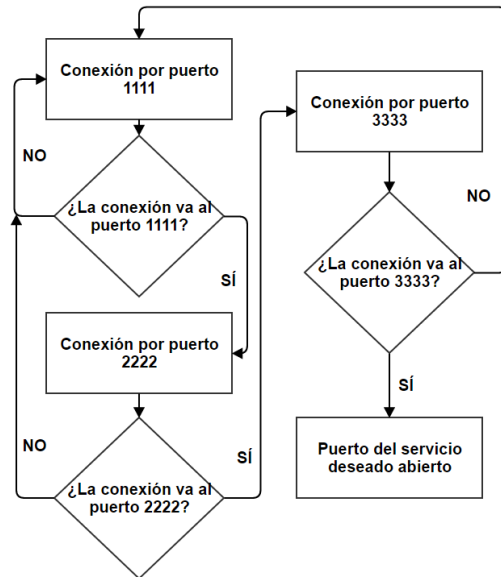 Conexión por puerto
1111
NO
¿La conexión va al
puerto 1111?
SÍ
Conexión por puerto
2222
NO
¿La conexión va al
puerto 2222?
SÍ
Conexión por puerto
3333
NO
¿La conexión va al
puerto 3333?
SÍ
Puerto del servicio
deseado abierto